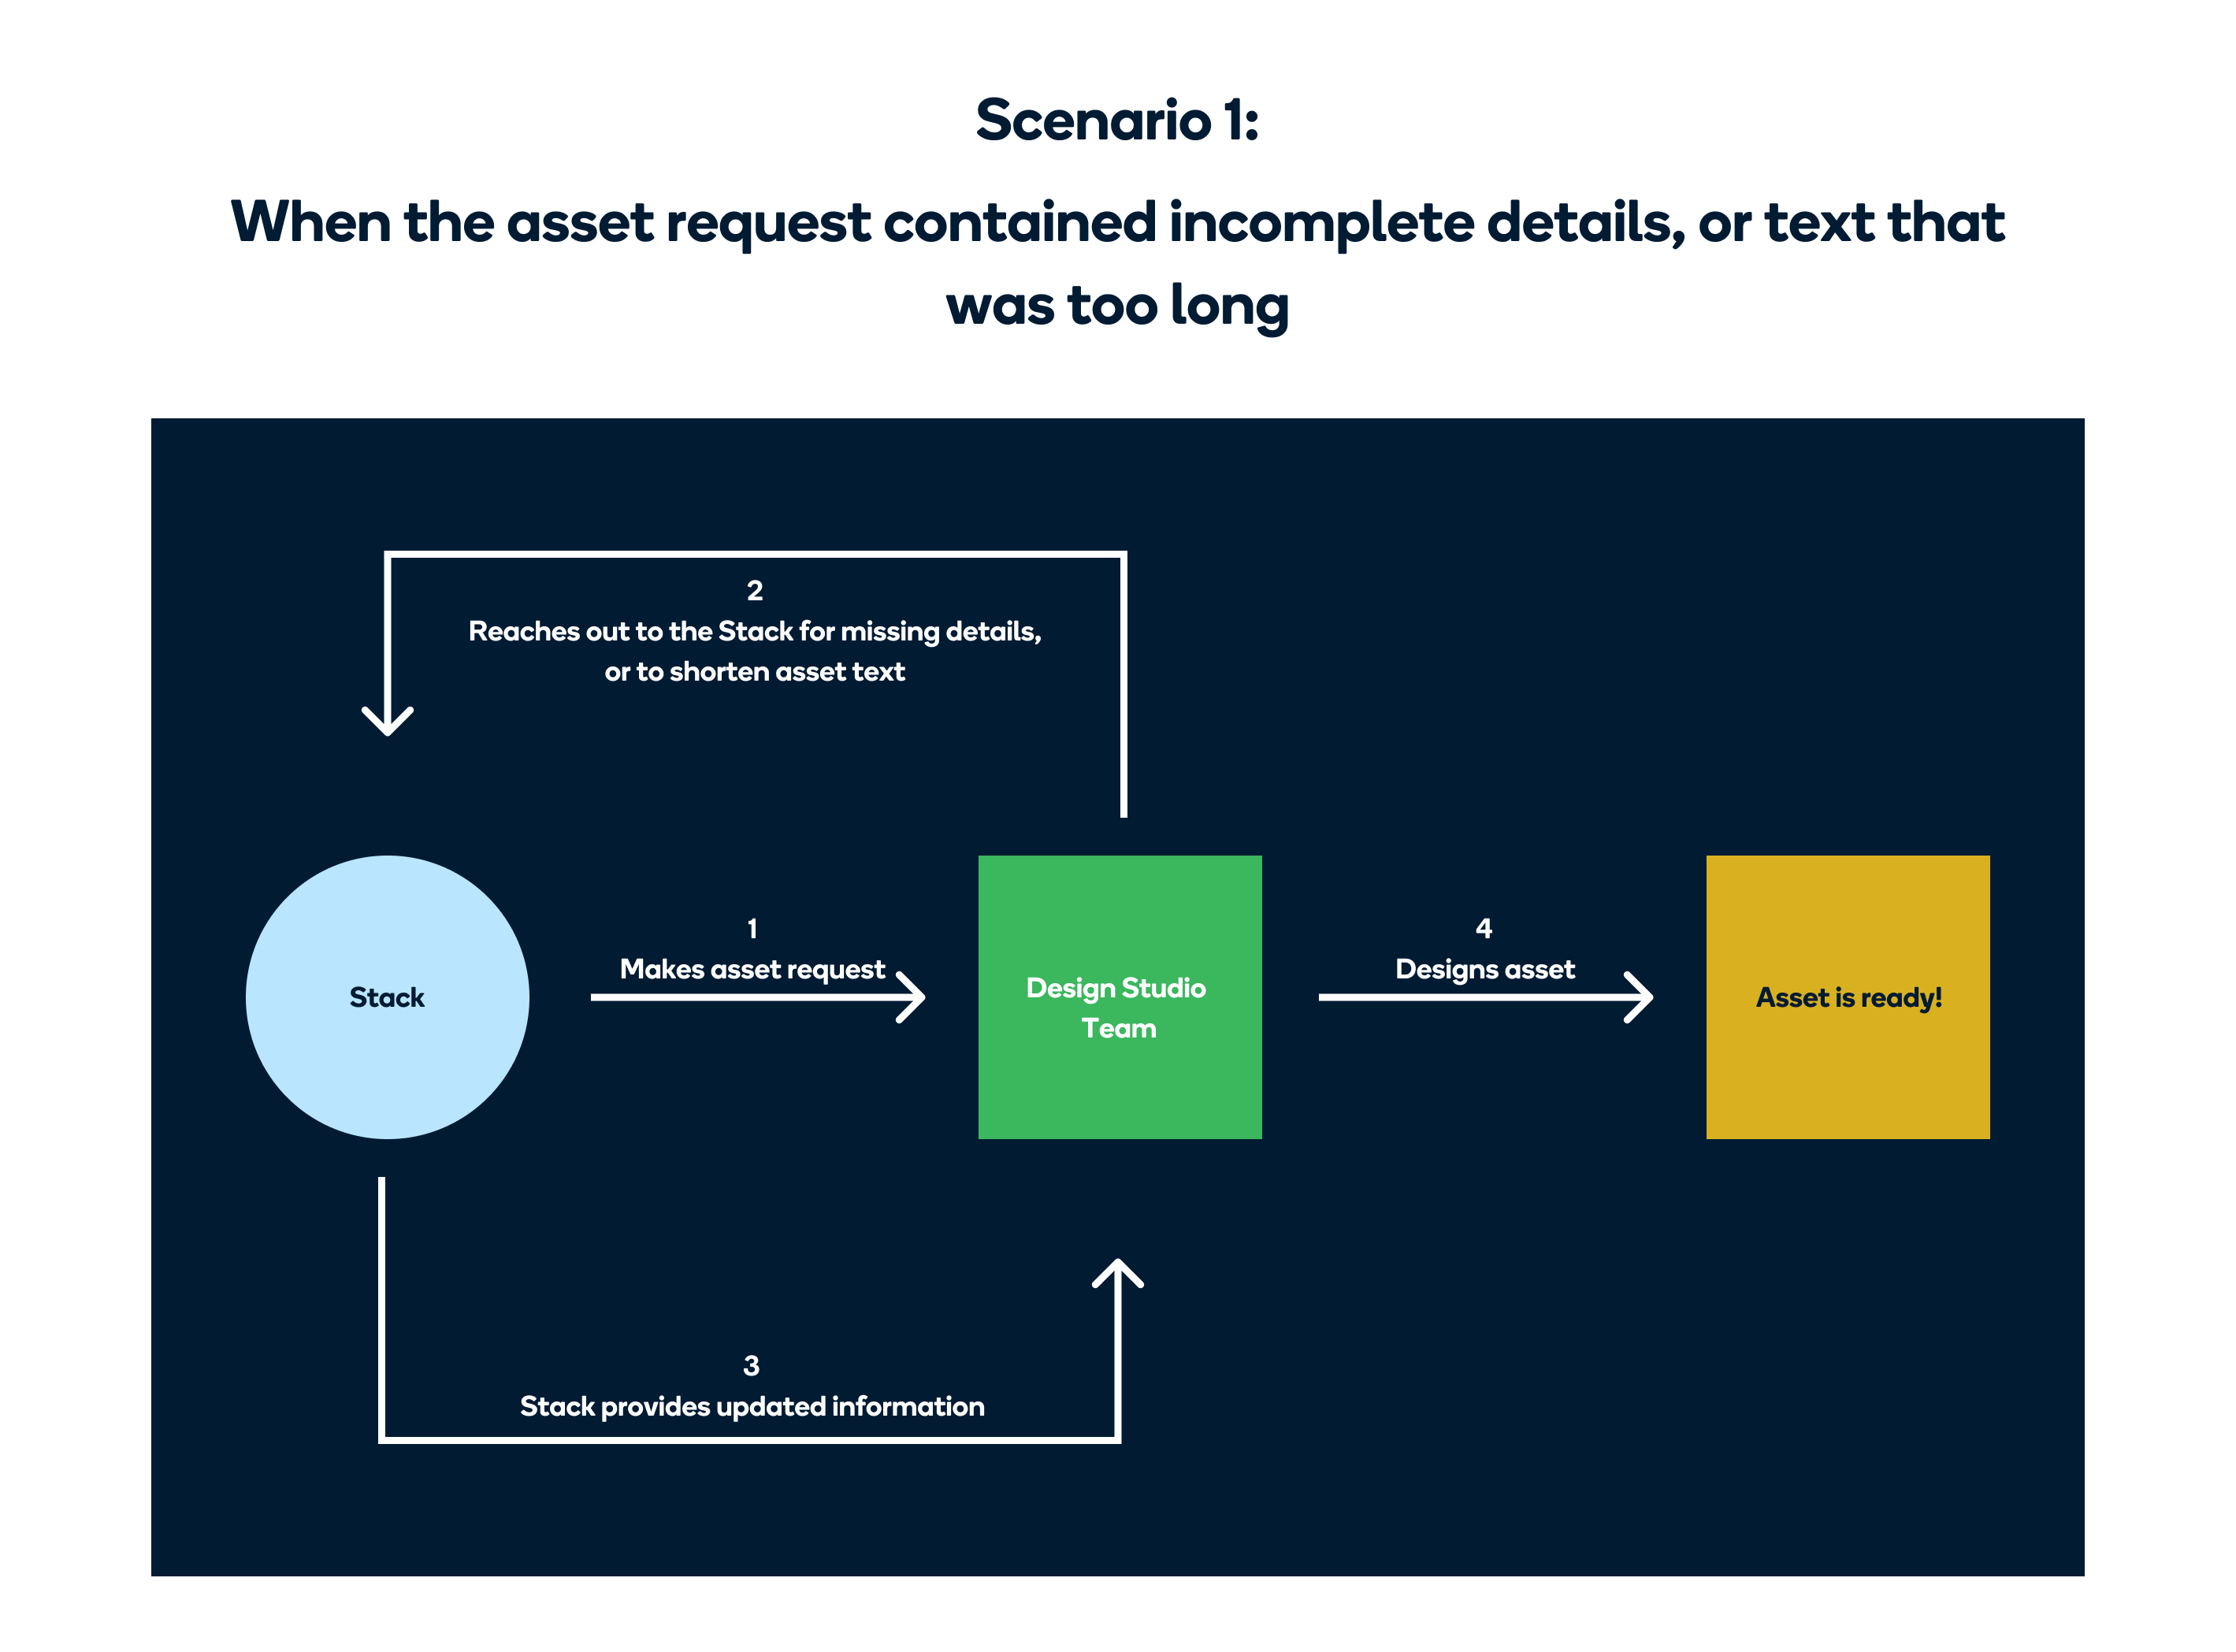 Scenario 1:
When the asset request contained incomplete details, or text that
was too long
2
Reaches out to the Stack for missing details,
or to shorten asset text
1
Makes asset request
4
Designs asset
Stack
Design Studio
Team
Asset is ready!
3
Stack provides updated information